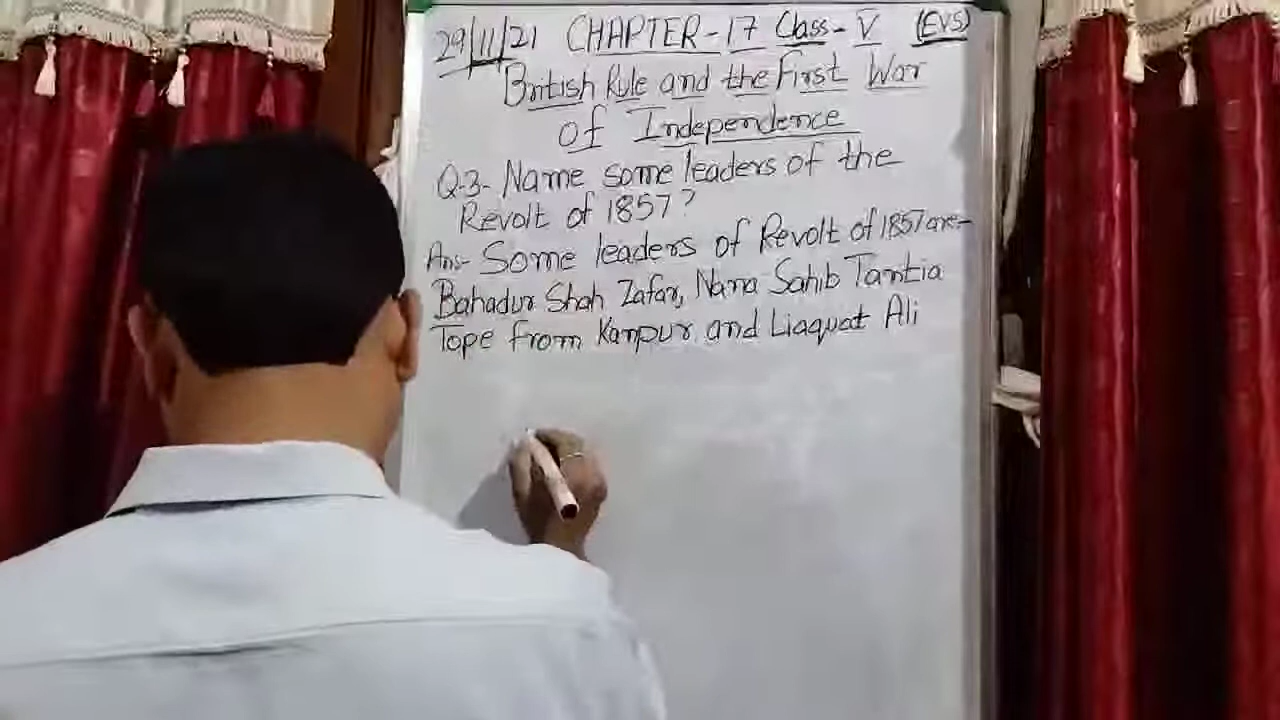 29/11/21 CHAPTER-17 Class-V (EVS)
British Rule and the First War
of Independence
Q.3- Name some leaders of the
Revolt of 1857?
Ans- Some leaders of Revolt of 1857 are:-
Bahadur Shah Zafar, Nana Sahib Tantia
Tope from Kanpur and Liaquat Ali